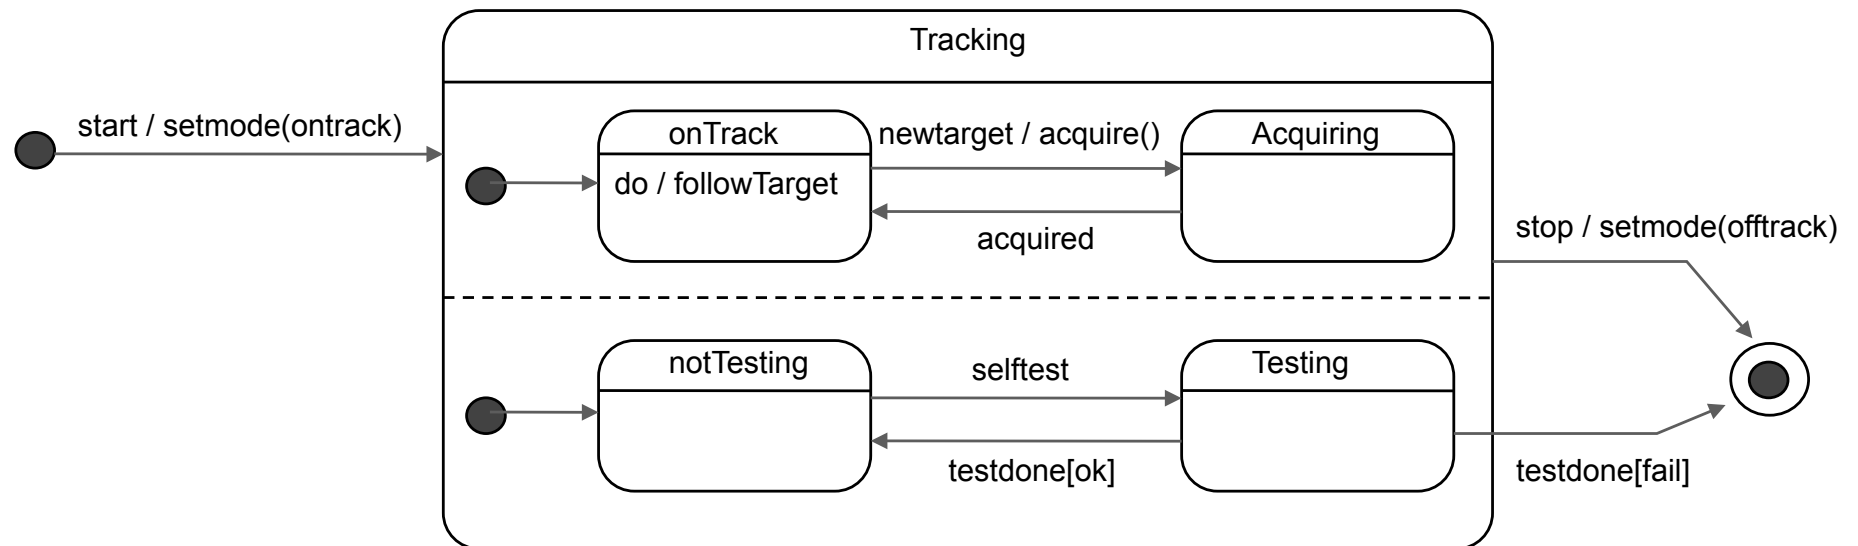 Tracking
start / setmode(ontrack)
onTrack
newtarget / acquire()
Acquiring
do / followTarget
acquired
stop / setmode(offtrack)
notTesting
selftest
Testing
testdone[ok]
testdone[fail]